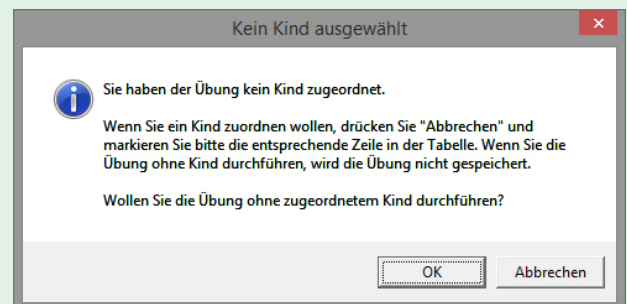 Kein Kind ausgewählt
Sie haben der Übung kein Kind zugeordnet.
Wenn Sie ein Kind zuordnen wollen, drücken Sie "Abbrechen" und
markieren Sie bitte die entsprechende Zeile in der Tabelle. Wenn Sie die
Übung ohne Kind durchführen, wird die Übung nicht gespeichert.
Wollen Sie die Übung ohne zugeordnetem Kind durchführen?
OK
Abbrechen